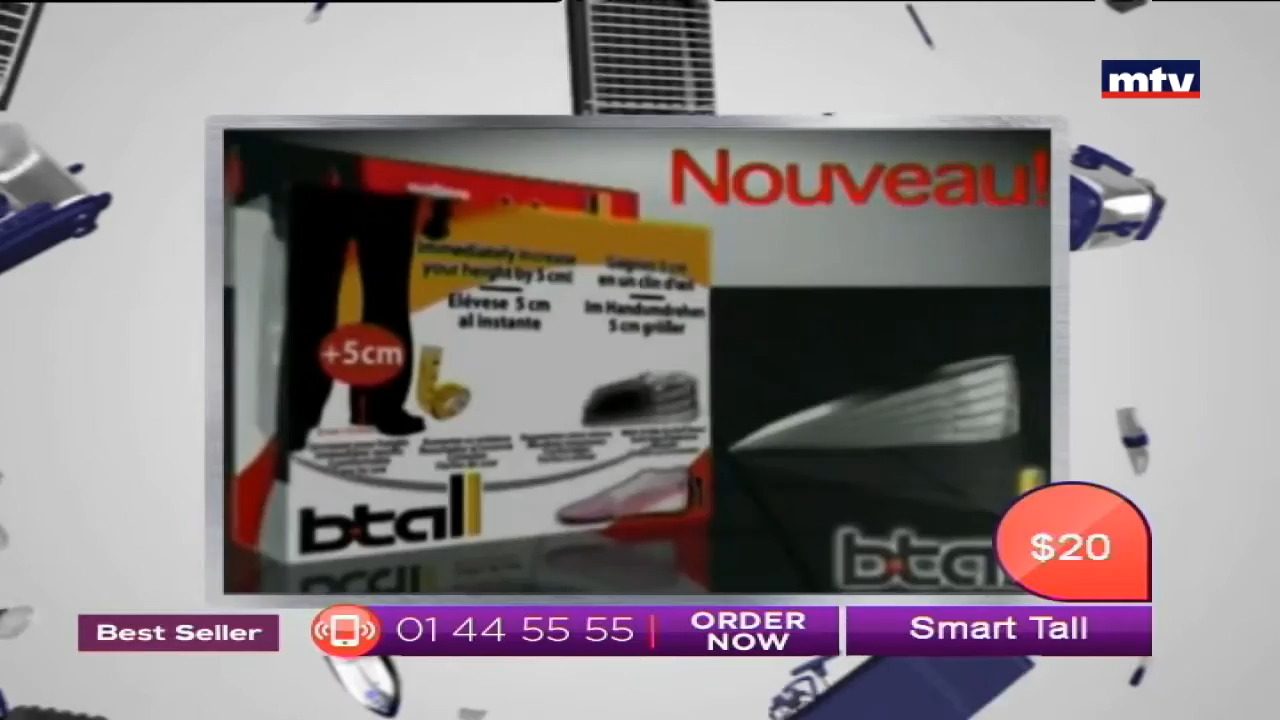 mtv
Nouveau!
Immediately increase
your height by 5 cm!
Gagnez 5 cm
en un clin d'œil
Elévese 5 cm
al instante
Im Handumdrehen
5 cm größer
+5cm
b·tall
$20
Best Seller
01 44 55 55
ORDER
NOW
Smart Tall